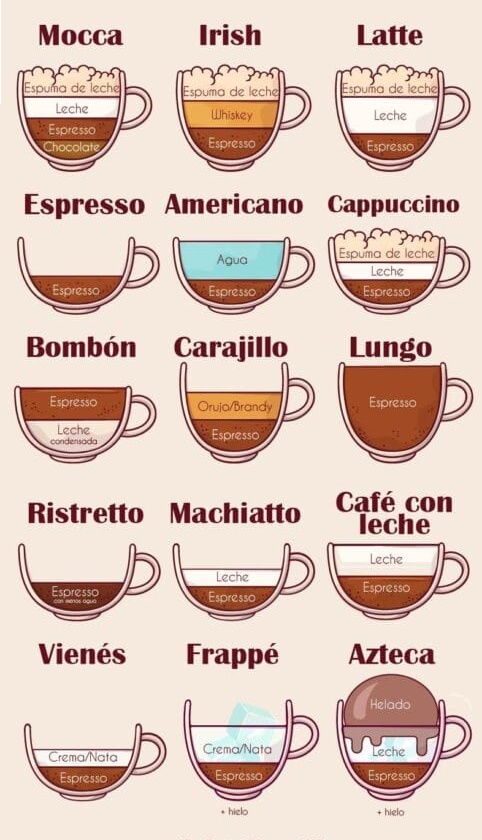 Mocca
Irish
Latte
Espuma de leche
Leche
Espresso
Chocolate
Espuma de leche
Whiskey
Espresso
Espuma de leche
Leche
Espresso
Espresso
Americano
Cappuccino
Espresso
Agua
Espresso
Espuma de leche
Leche
Espresso
Bombón
Carajillo
Lungo
Espresso
Leche
condensada
Orujo/Brandy
Espresso
Espresso
Ristretto
Machiatto
Café con
leche
Espresso
con menos agua
Leche
Espresso
Leche
Espresso
Vienés
Frappé
Azteca
Crema/Nata
Espresso
Crema/Nata
Espresso
+ hielo
Helado
Leche
Espresso
+ hielo